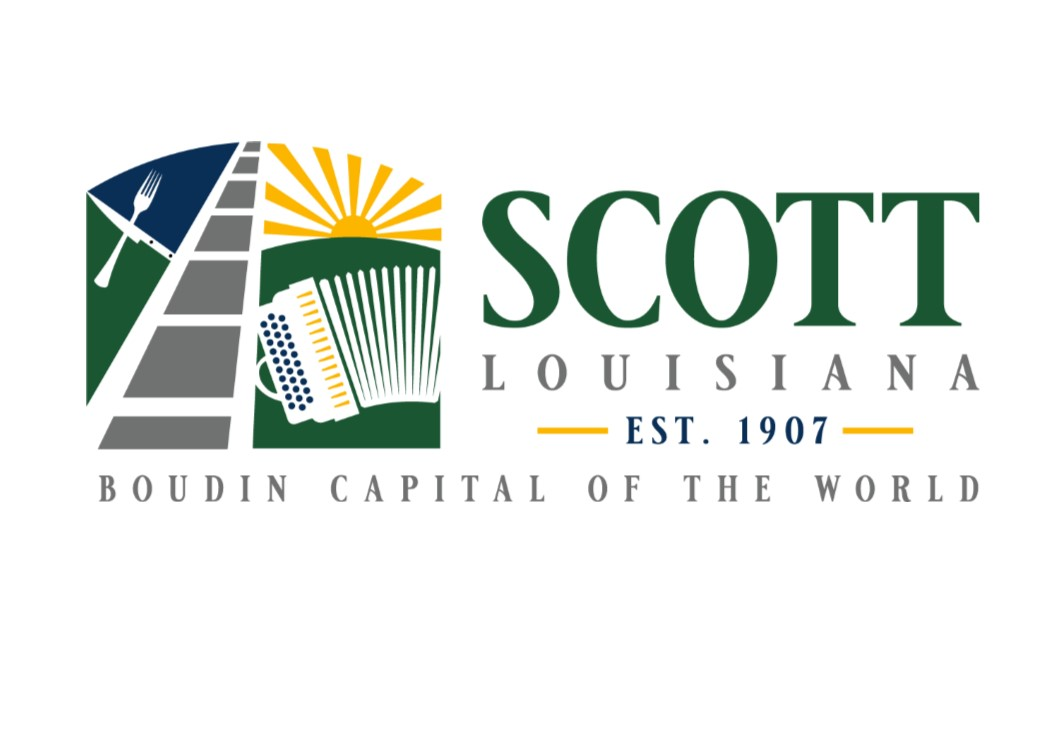 SCOTT
LOUISIANA
EST. 1907
BOUDIN CAPITAL OF THE WORLD